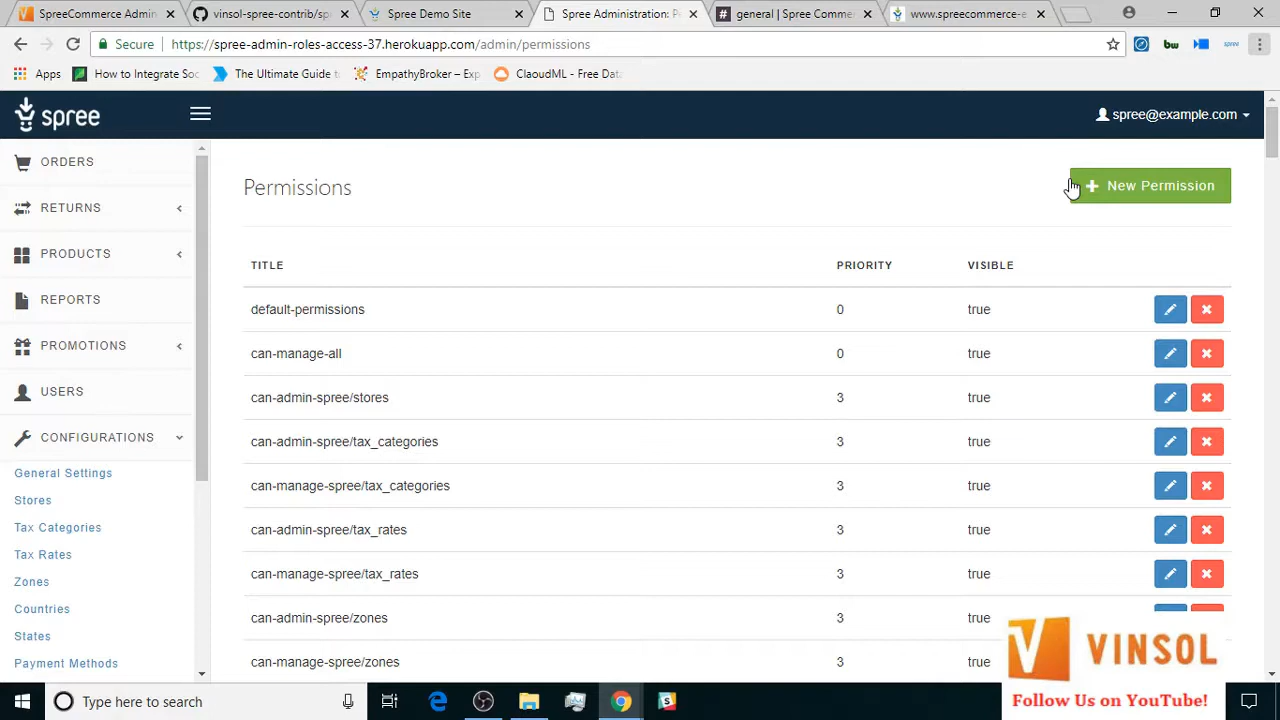 SpreeCommerce Admin
vinsol-spree-contrib/sp
Spree Demo Site
Spree Administration: P
general | Spree Comme
www.spreecommerce-e
Secure
https://spree-admin-roles-access-37.herokuapp.com/admin/permissions
bw
spree
Apps
How to Integrate Soc
The Ultimate Guide t
EmpathyBroker – Exp
ClaoudML - Free Dat
spree
spree@example.com
ORDERS
RETURNS
PRODUCTS
REPORTS
PROMOTIONS
USERS
CONFIGURATIONS
General Settings
Stores
Tax Categories
Tax Rates
Zones
Countries
States
Payment Methods
Permissions
New Permission
TITLE PRIORITY VISIBLE
default-permissions 0 true
can-manage-all 0 true
can-admin-spree/stores 3 true
can-admin-spree/tax_categories 3 true
can-manage-spree/tax_categories 3 true
can-admin-spree/tax_rates 3 true
can-manage-spree/tax_rates 3 true
can-admin-spree/zones 3 true
can-manage-spree/zones 3 true
VINSOL
Follow Us on YouTube!
Type here to search